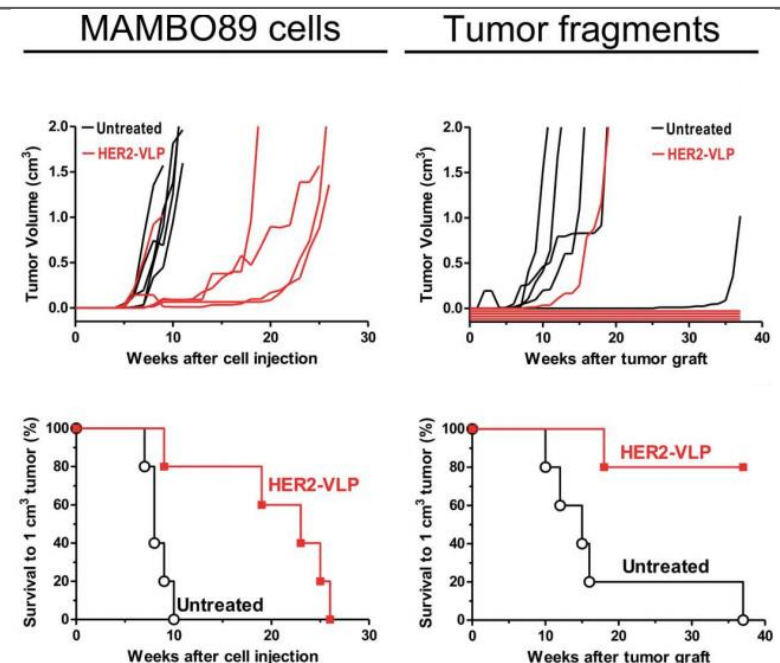 MAMBO89 cells
Tumor fragments
2.0
1.5
1.0
0.5
0.0
Tumor Volume (cm³)
Untreated
HER2-VLP
0 10 20 30
Weeks after cell injection
2.0
1.5
1.0
0.5
0.0
Tumor Volume (cm³)
Untreated
HER2-VLP
0 10 20 30 40
Weeks after tumor graft
100
80
60
40
20
0
Survival to 1 cm³ tumor (%)
HER2-VLP
Untreated
0 10 20 30
Weeks after cell injection
100
80
60
40
20
0
Survival to 1 cm³ tumor (%)
HER2-VLP
Untreated
0 10 20 30 40
Weeks after tumor graft